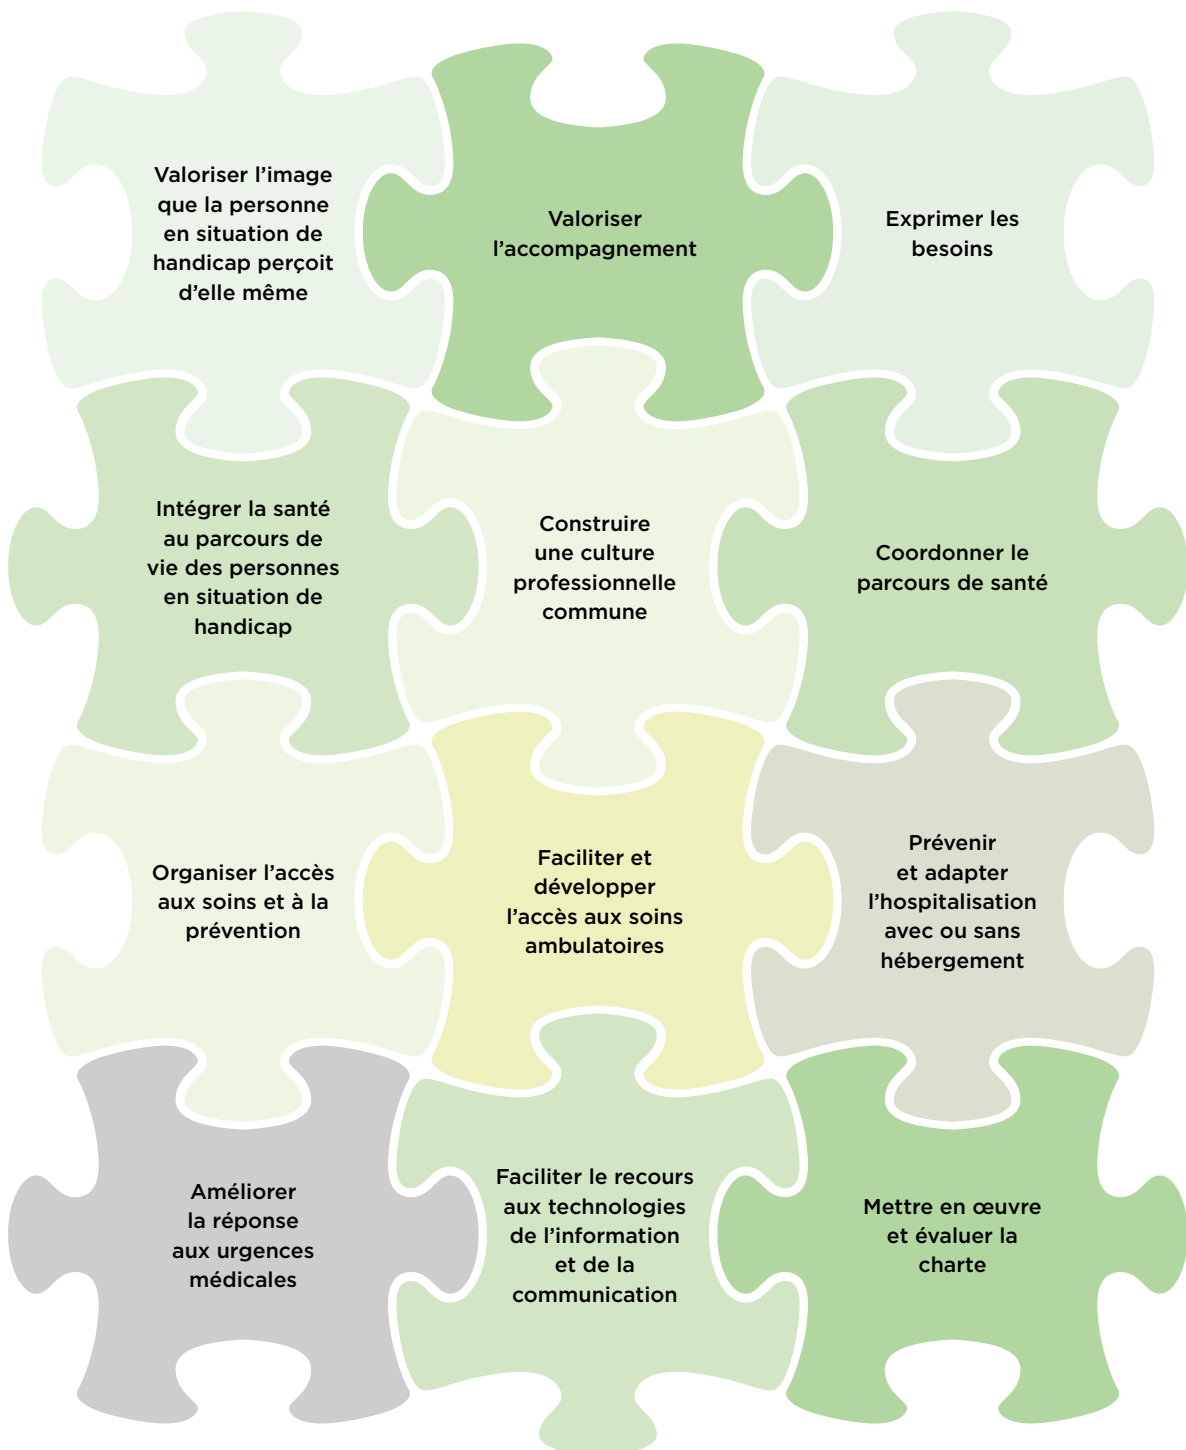 Valoriser l’image
que la personne
en situation de
handicap perçoit
d’elle même
Valoriser
l’accompagnement
Exprimer les
besoins
Intégrer la santé
au parcours de
vie des personnes
en situation de
handicap
Construire
une culture
professionnelle
commune
Coordonner le
parcours de santé
Organiser l’accès
aux soins et à la
prévention
Faciliter et
développer
l’accès aux soins
ambulatoires
Prévenir
et adapter
l’hospitalisation
avec ou sans
hébergement
Améliorer
la réponse
aux urgences
médicales
Faciliter le recours
aux technologies
de l’information
et de la
communication
Mettre en œuvre
et évaluer la
charte